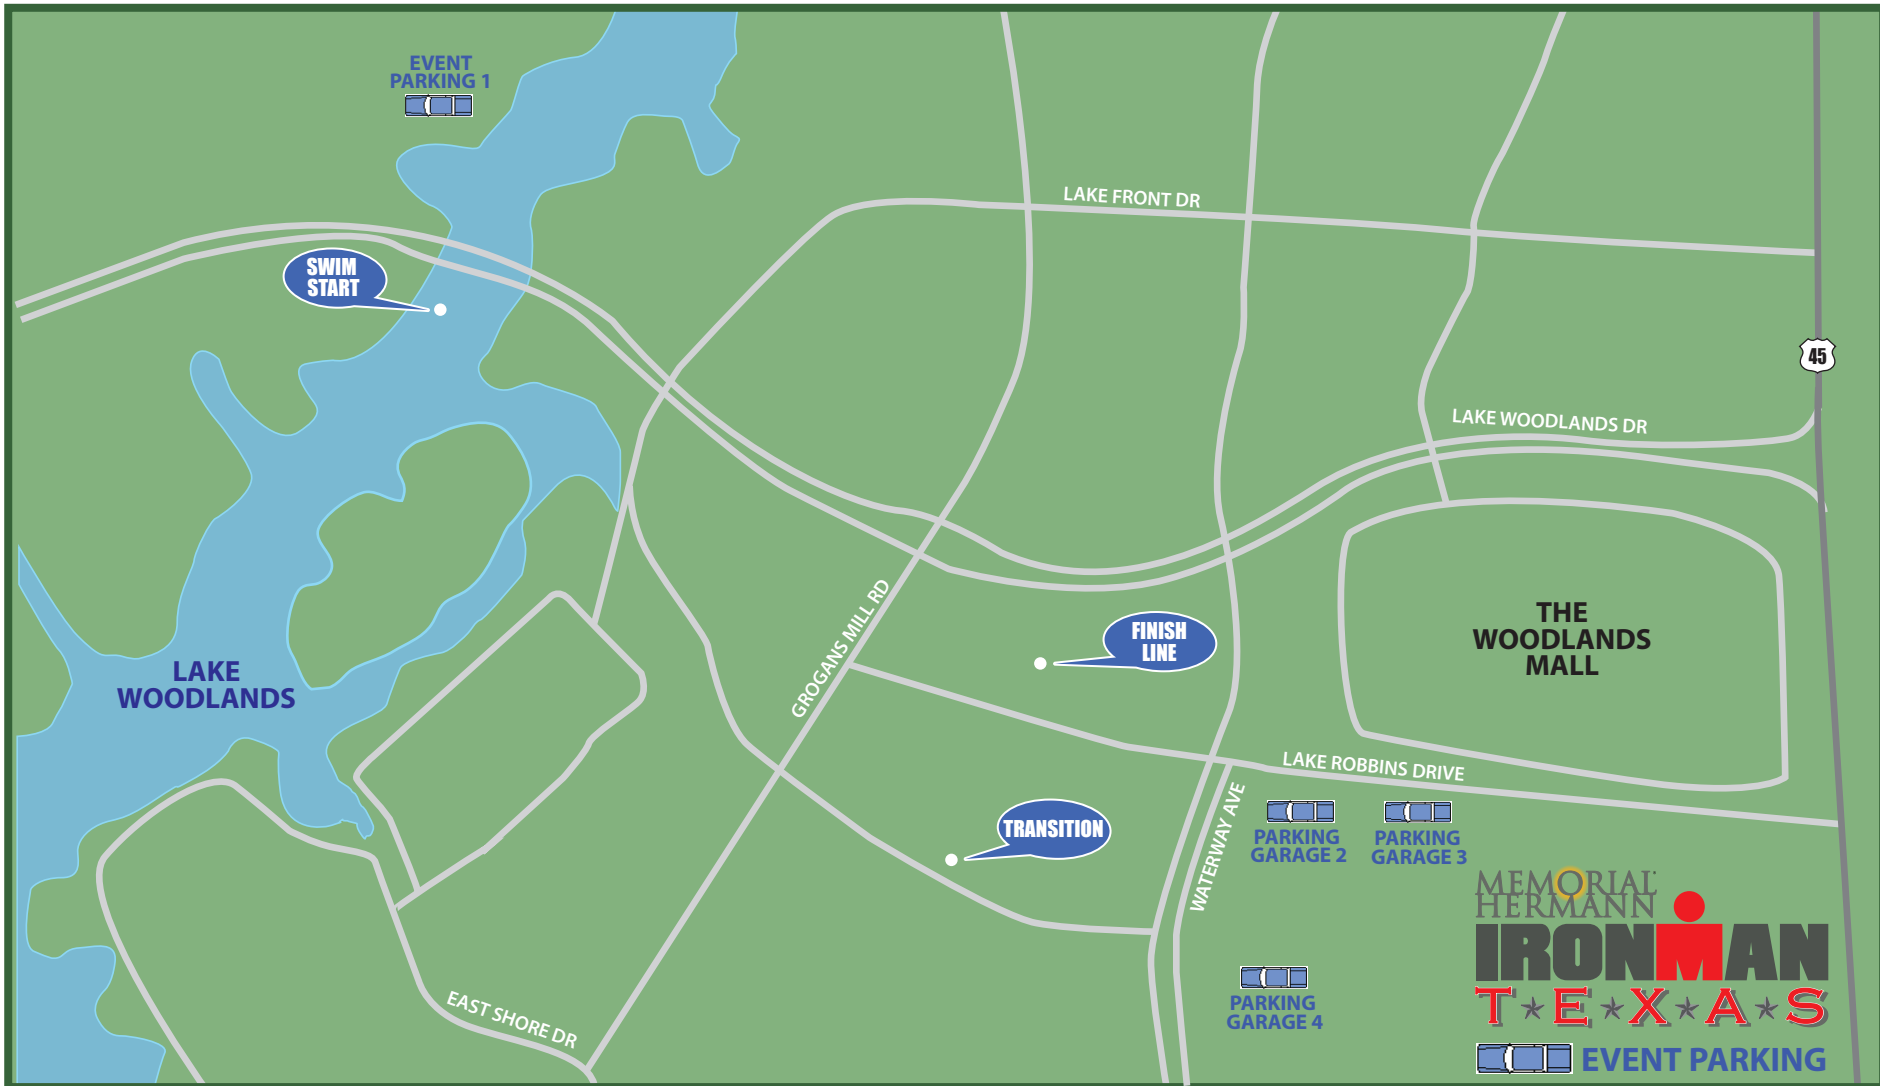 EVENT
PARKING 1
LAKE FRONT DR
SWIM
START
45
LAKE WOODLANDS DR
THE
WOODLANDS
MALL
FINISH
LINE
GROGANS MILL RD
LAKE
WOODLANDS
LAKE ROBBINS DRIVE
WATERWAY AVE
TRANSITION
PARKING
GARAGE 2
PARKING
GARAGE 3
MEMORIAL
HERMANN
IRONMAN
TEXAS
PARKING
GARAGE 4
EAST SHORE DR
EVENT PARKING